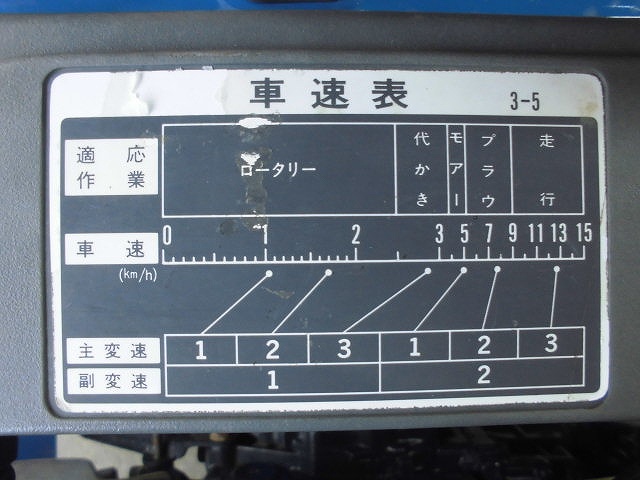 車速表 3-5
適応作業 ロータリー 代かき モアー プラウ 走行
車速 (km/h) 0 1 2 3 5 7 9 11 13 15
主変速 1 2 3 1 2 3
副変速 1 2